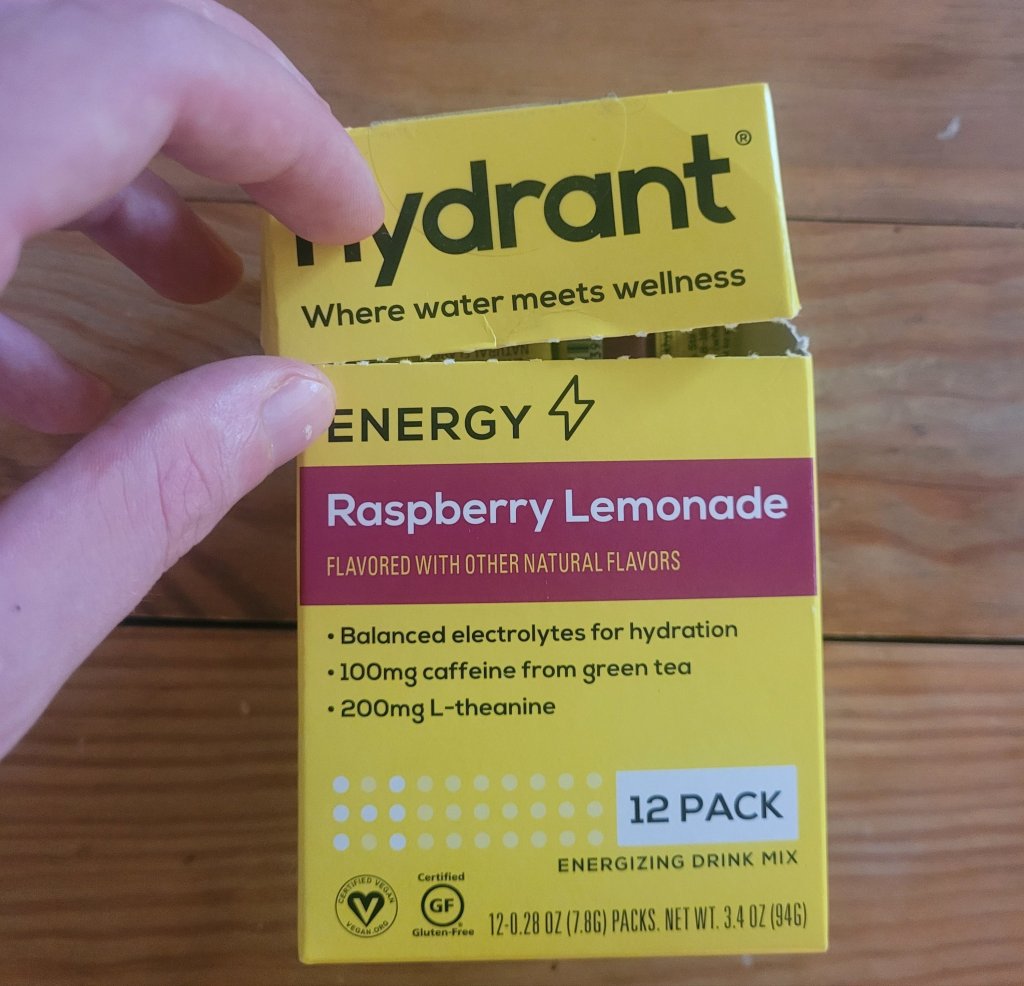 hydrant®
Where water meets wellness
ENERGY
Raspberry Lemonade
FLAVORED WITH OTHER NATURAL FLAVORS
• Balanced electrolytes for hydration
• 100mg caffeine from green tea
• 200mg L-theanine
12 PACK
ENERGIZING DRINK MIX
CERTIFIED VEGAN
VEGAN.ORG
Certified
GF
Gluten-Free
12-0.28 OZ (7.8G) PACKS. NET WT. 3.4 OZ (94G)